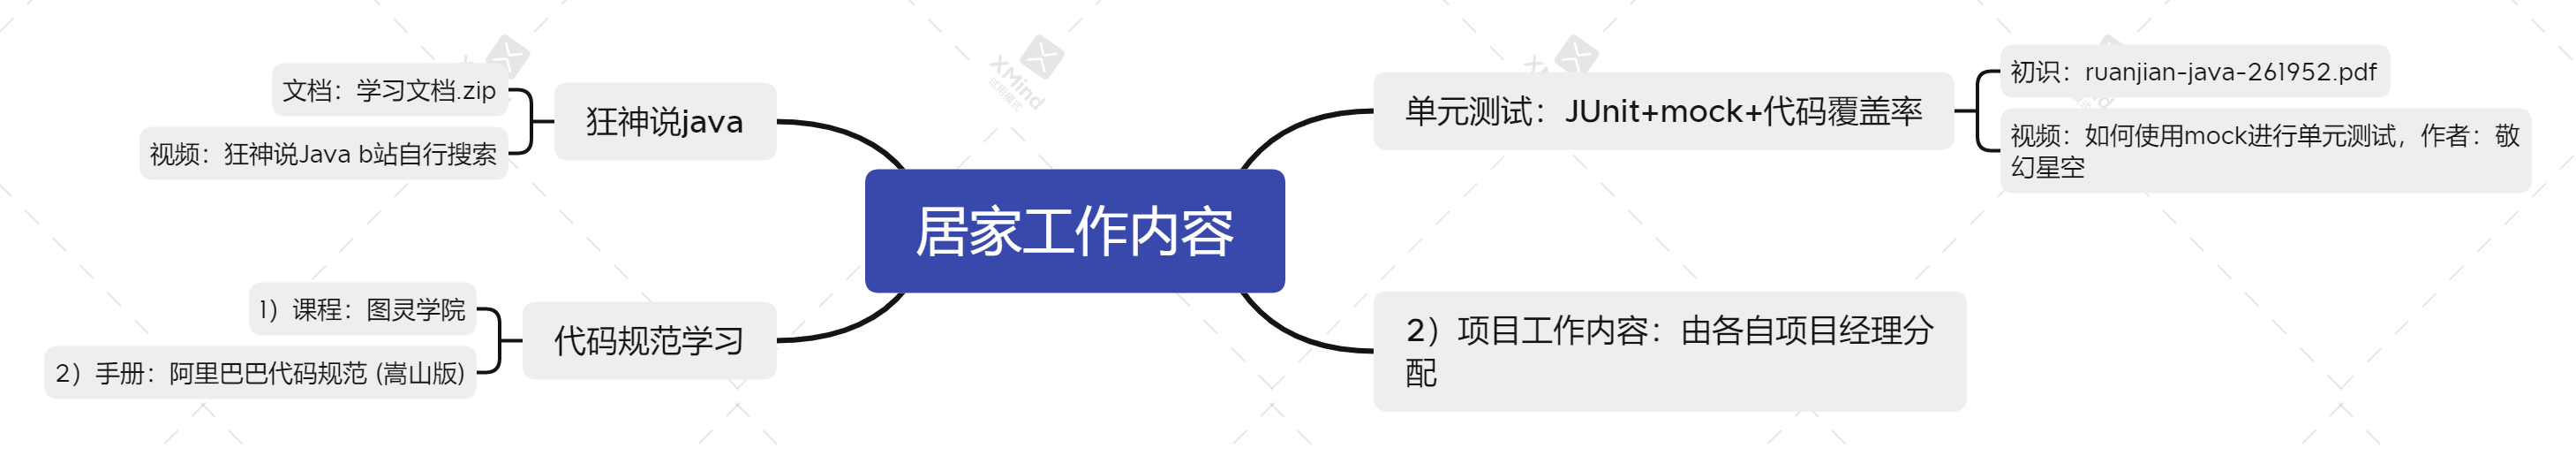 居家工作内容
单元测试：JUnit+mock+代码覆盖率
初识：ruanjian-java-261952.pdf
视频：如何使用mock进行单元测试，作者：敬
幻星空
2）项目工作内容：由各自项目经理分
配
狂神说java
文档：学习文档.zip
视频：狂神说Java b站自行搜索
代码规范学习
1）课程：图灵学院
2）手册：阿里巴巴代码规范 (嵩山版)
XMind
试用模式